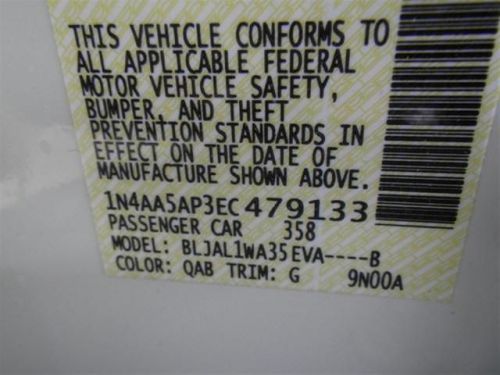 THIS VEHICLE CONFORMS TO
ALL APPLICABLE FEDERAL
MOTOR VEHICLE SAFETY,
BUMPER, AND THEFT
PREVENTION STANDARDS IN
EFFECT ON THE DATE OF
MANUFACTURE SHOWN ABOVE.
1N4AA5AP3EC479133
PASSENGER CAR 358
MODEL: BLJAL1WA35EVA----B
COLOR: QAB TRIM: G 9N00A